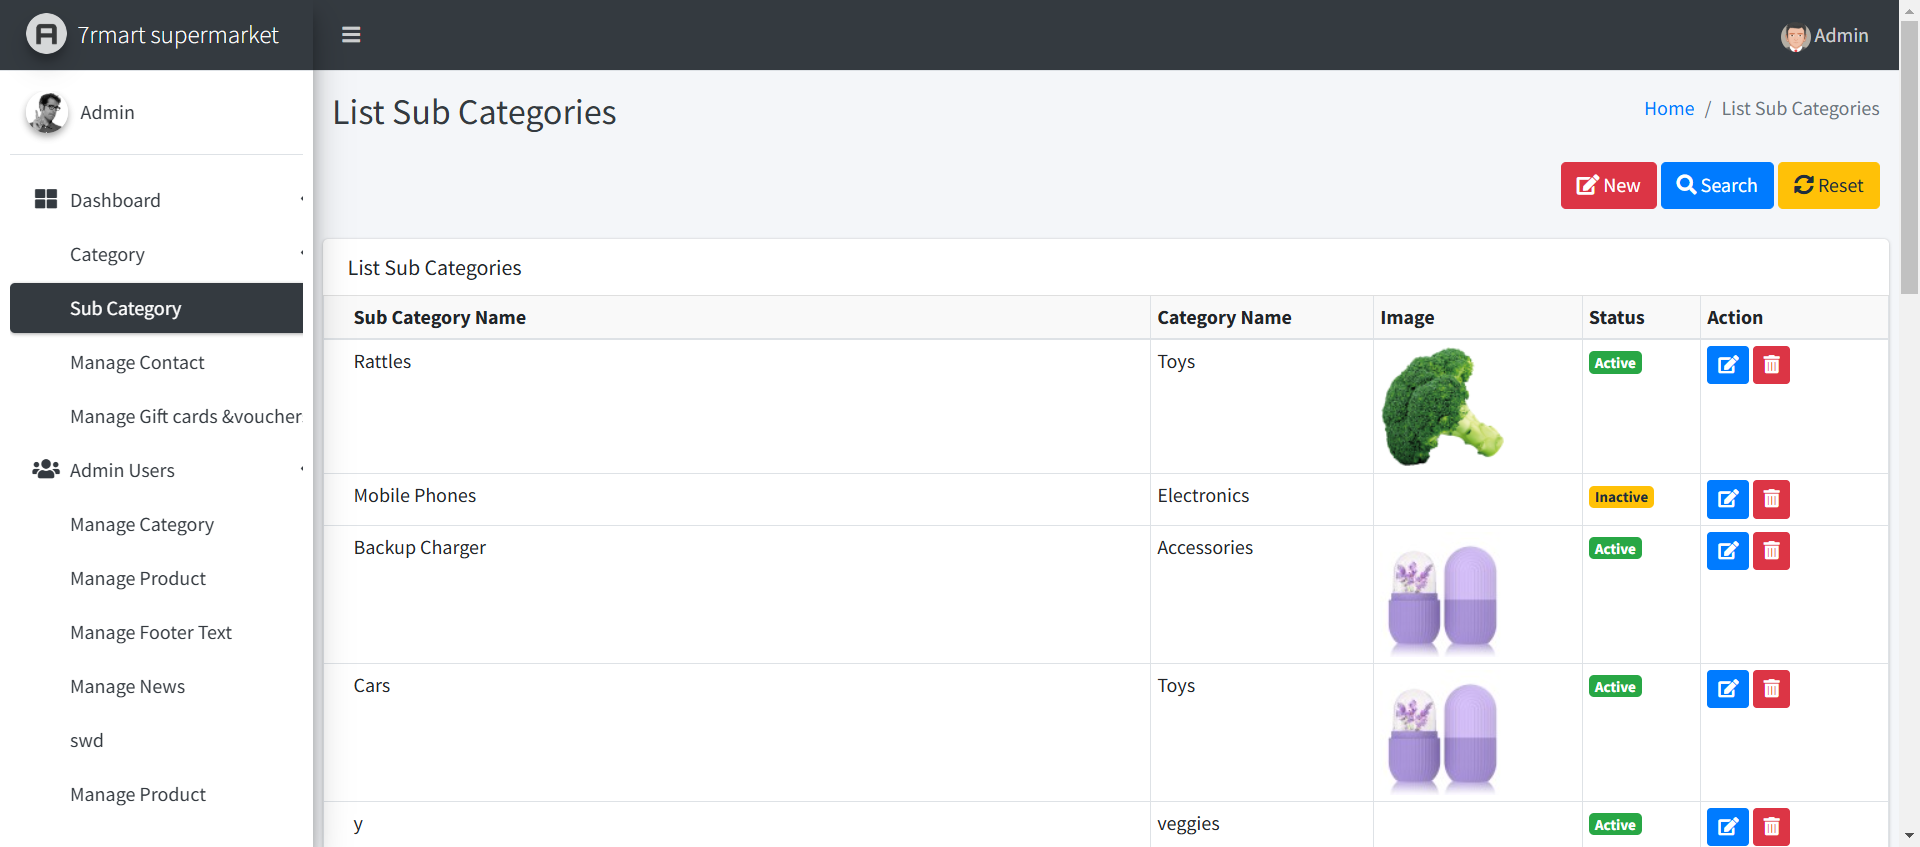 7rmart supermarket
Admin
Admin
List Sub Categories
Home / List Sub Categories
New Search Reset
Dashboard
Category
Sub Category
Manage Contact
Manage Gift cards &voucher
Admin Users
Manage Category
Manage Product
Manage Footer Text
Manage News
swd
Manage Product
List Sub Categories
Sub Category Name Category Name Image Status Action
Rattles Toys Active
Mobile Phones Electronics Inactive
Backup Charger Accessories Active
Cars Toys Active
y veggies Active